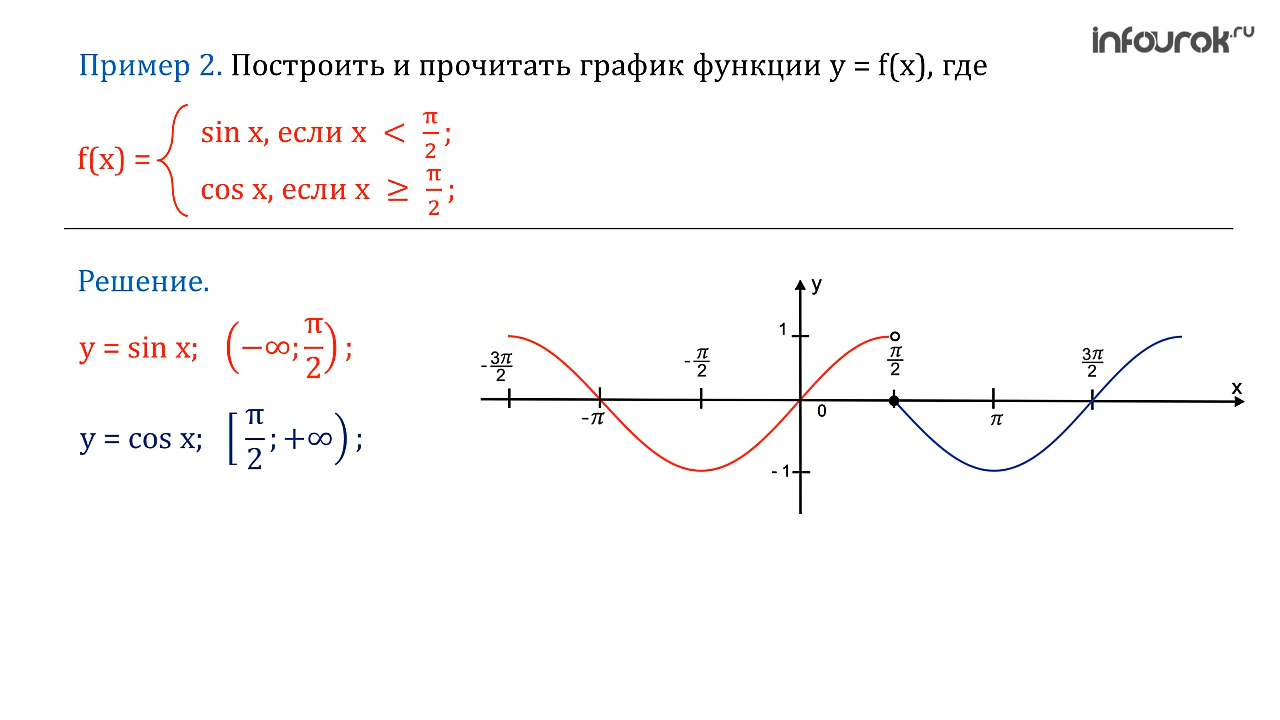 infourok.ru
Пример 2. Построить и прочитать график функции y = f(x), где
f(x) = { sin x, если x < π/2;
cos x, если x ≥ π/2;
Решение.
y = sin x; (−∞; π/2);
y = cos x; [π/2; +∞);
y
1
-3π/2
-π/2
π/2
3π/2
x
-π
0
π
-1